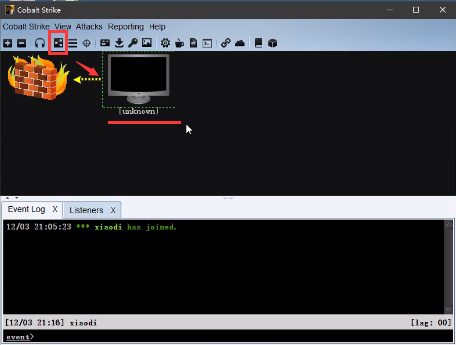 Cobalt Strike
Cobalt Strike View Attacks Reporting Help
[unknown]
Event Log X Listeners X
12/03 21:05:23 *** xiaodi has joined.
[12/03 21:16] xiaodi [lag: 00]
event>